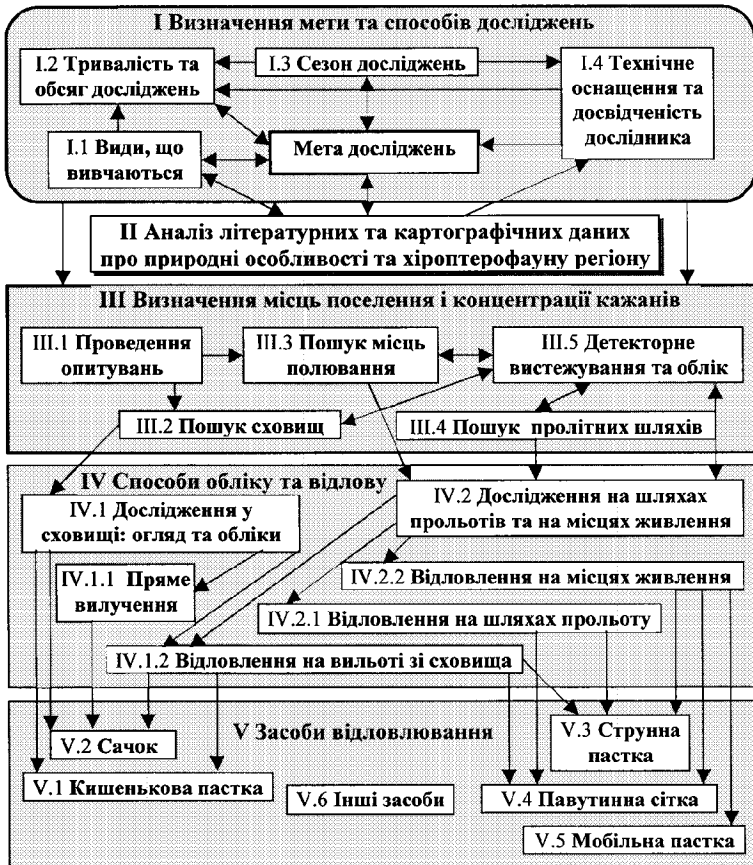 I Визначення мети та способів досліджень
I.2 Тривалість та
обсяг досліджень
I.3 Сезон досліджень
I.4 Технічне
оснащення та
досвідченість
дослідника
I.1 Види, що
вивчаються
Мета досліджень
II Аналіз літературних та картографічних даних
про природні особливості та хіроптерофауну регіону
III Визначення місць поселення і концентрації кажанів
III.1 Проведення
опитувань
III.3 Пошук місць
полювання
III.5 Детекторне
вистежування та облік
III.2 Пошук сховищ
III.4 Пошук пролітних шляхів
IV Способи обліку та відлову
IV.1 Дослідження у
сховищі: огляд та обліки
IV.2 Дослідження на шляхах
прольотів та на місцях живлення
IV.1.1 Пряме
вилучення
IV.2.2 Відловлення на місцях живлення
IV.2.1 Відловлення на шляхах прольоту
IV.1.2 Відловлення на вильоті зі сховища
V Засоби відловлювання
V.2 Сачок
V.3 Струнна
пастка
V.1 Кишенькова пастка
V.6 Інші засоби
V.4 Павутинна сітка
V.5 Мобільна пастка